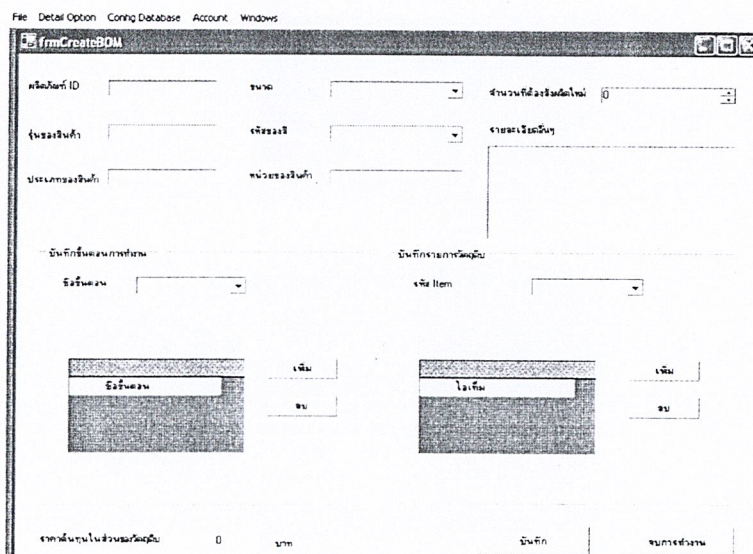 File Detail Option Config Database Account Windows
frmCreateBOM
ผลิตภัณฑ์ ID
ขนาด
จำนวนที่ต้องสั่งผลิตใหม่ 0
รุ่นของสินค้า
รหัสของสี
รายละเอียดอื่นๆ
ประเภทของสินค้า
หน่วยของสินค้า
บันทึกขั้นตอนการทำงาน
บันทึกรายการวัตถุดิบ
ชื่อขั้นตอน
รหัส Item
เพิ่ม
เพิ่ม
ชื่อขั้นตอน
ไอเท็ม
ลบ
ลบ
ราคาต้นทุนในส่วนของวัตถุดิบ 0 บาท
บันทึก
จบการทำงาน